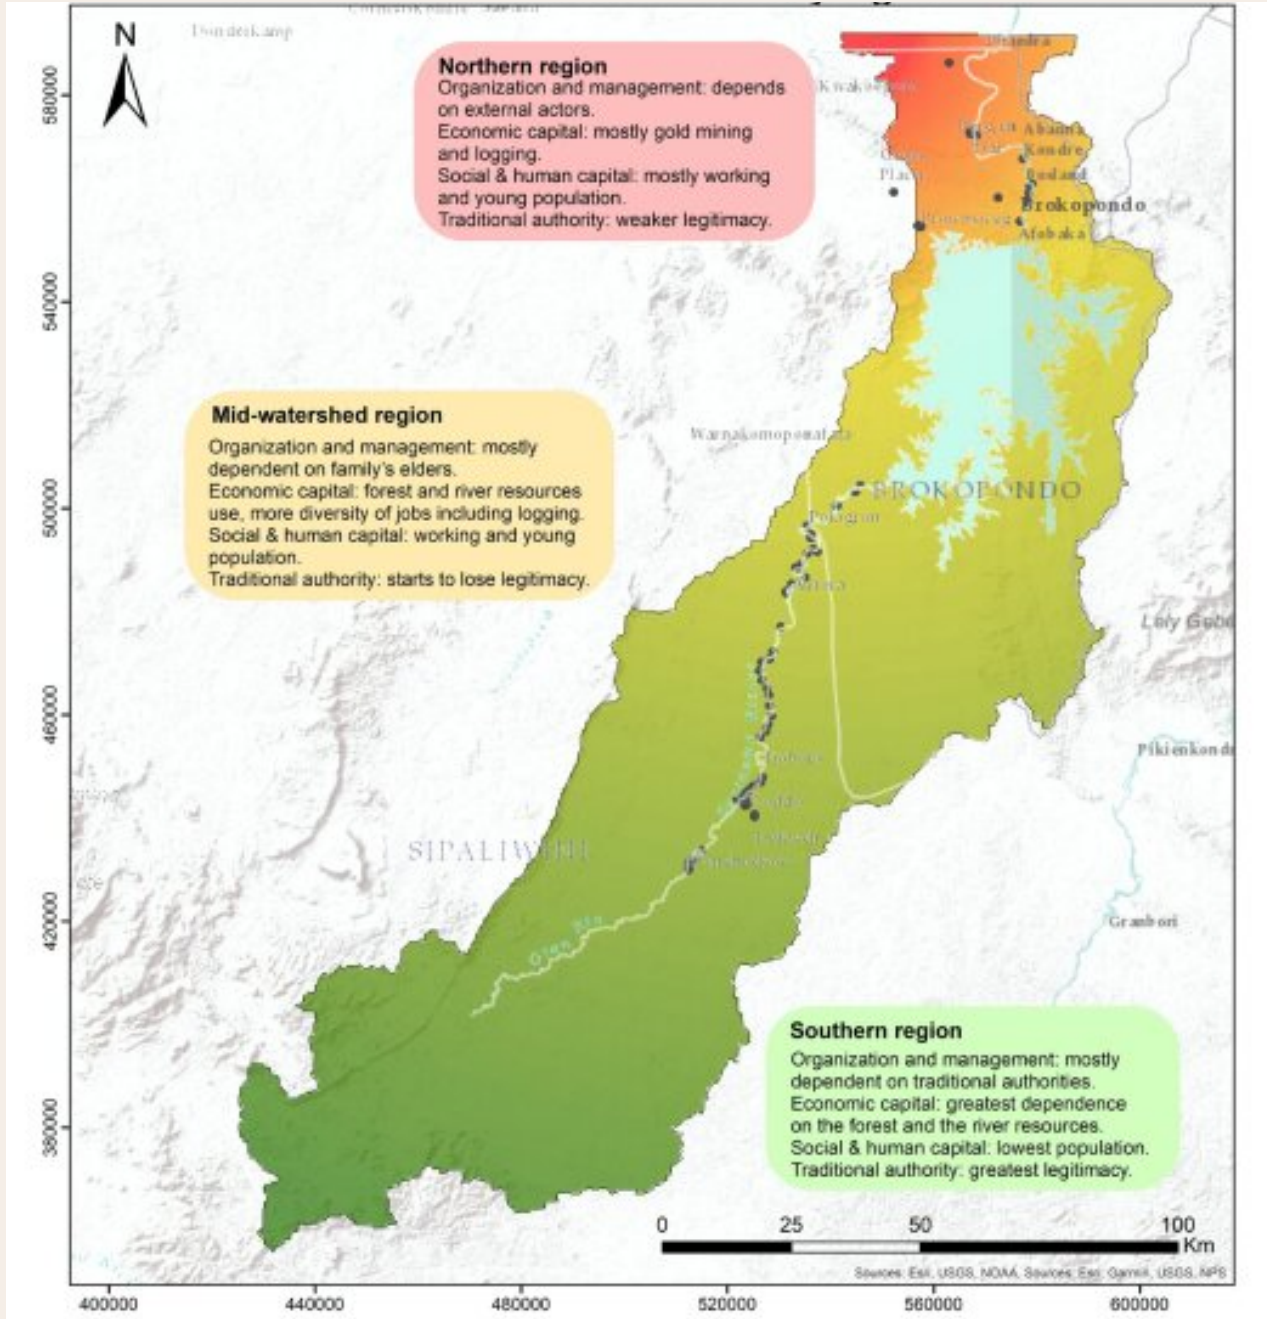 N
Northern region
Organization and management: depends
on external actors.
Economic capital: mostly gold mining
and logging.
Social & human capital: mostly working
and young population.
Traditional authority: weaker legitimacy.
Abanna
Kondre
Brokopondo
Afobaka
Mid-watershed region
Organization and management: mostly
dependent on family's elders.
Economic capital: forest and river resources
use, more diversity of jobs including logging.
Social & human capital: working and young
population.
Traditional authority: starts to lose legitimacy.
BROKOPONDO
Pokigron
Pikienkondr
SIPALIWINI
Granbori
Gran Rio
Southern region
Organization and management: mostly
dependent on traditional authorities.
Economic capital: greatest dependence
on the forest and the river resources.
Social & human capital: lowest population.
Traditional authority: greatest legitimacy.
0 25 50 100
Km
Sources: Esri, USGS, NOAA, Sources: Esri, Garmin, USGS, NPS
580000
540000
500000
460000
420000
380000
400000 440000 480000 520000 560000 600000